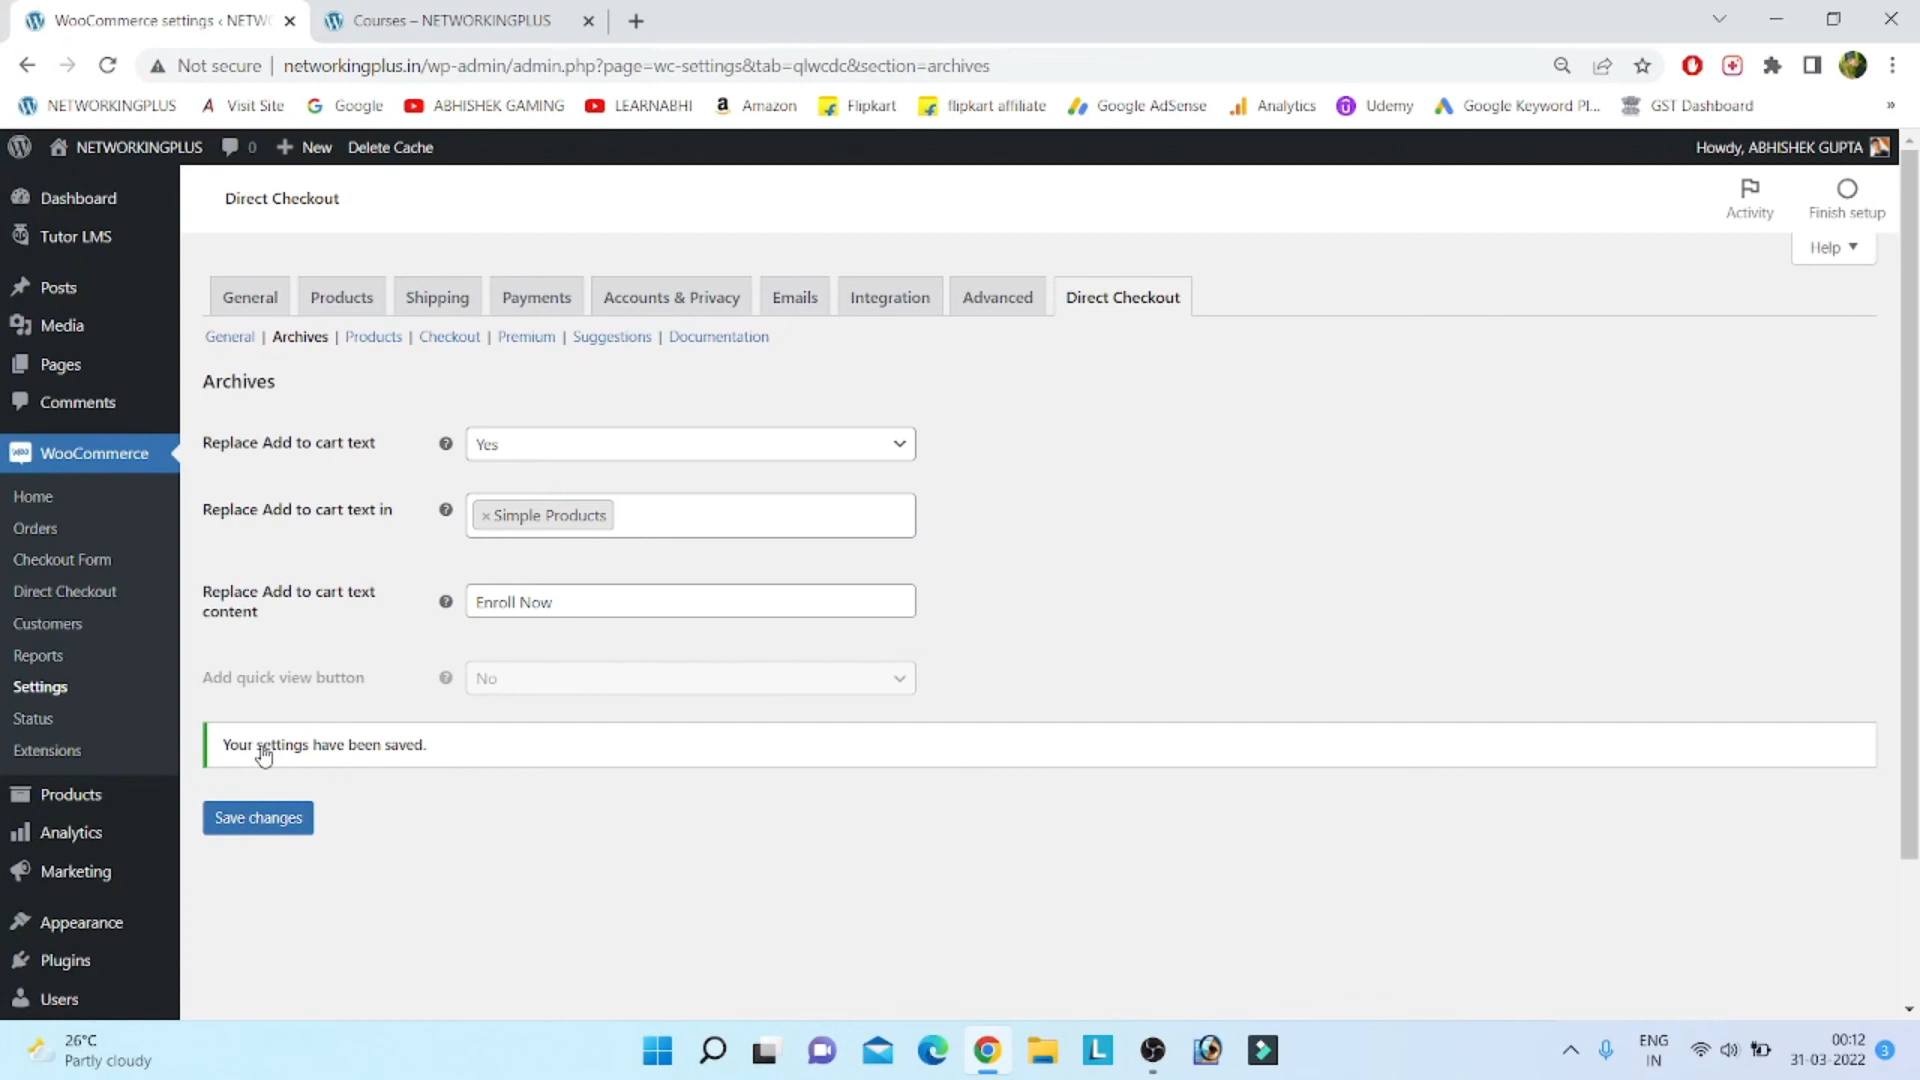 WooCommerce settings ‹ NETWO
Courses – NETWORKINGPLUS
Not secure
networkingplus.in/wp-admin/admin.php?page=wc-settings&tab=qlwcdc&section=archives
NETWORKINGPLUS
Visit Site
Google
ABHISHEK GAMING
LEARNABHI
Amazon
Flipkart
flipkart affiliate
Google AdSense
Analytics
Udemy
Google Keyword Pl...
GST Dashboard
»
NETWORKINGPLUS
0
New
Delete Cache
Howdy, ABHISHEK GUPTA
Dashboard
Tutor LMS
Posts
Media
Pages
Comments
WooCommerce
Home
Orders
Checkout Form
Direct Checkout
Customers
Reports
Settings
Status
Extensions
Products
Analytics
Marketing
Appearance
Plugins
Users
Direct Checkout
Activity
Finish setup
Help
General
Products
Shipping
Payments
Accounts & Privacy
Emails
Integration
Advanced
Direct Checkout
General | Archives | Products | Checkout | Premium | Suggestions | Documentation
Archives
Replace Add to cart text
Yes
Replace Add to cart text in
× Simple Products
Replace Add to cart text
content
Enroll Now
Add quick view button
No
Your settings have been saved.
Save changes
26°C
Partly cloudy
ENG
IN
00:12
31-03-2022
3